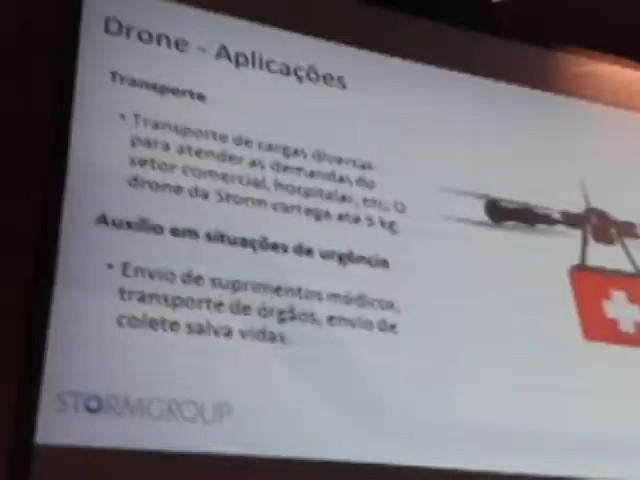 Drone - Aplicações
Transporte
• Transporte de cargas diversas
para atender as demandas do
setor comercial, hospitalar, etc. O
drone da Storm carrega até 5 kg.
Auxílio em situações de urgência
• Envio de suprimentos médicos,
transporte de órgãos, envio de
colete salva vidas.
STORMGROUP